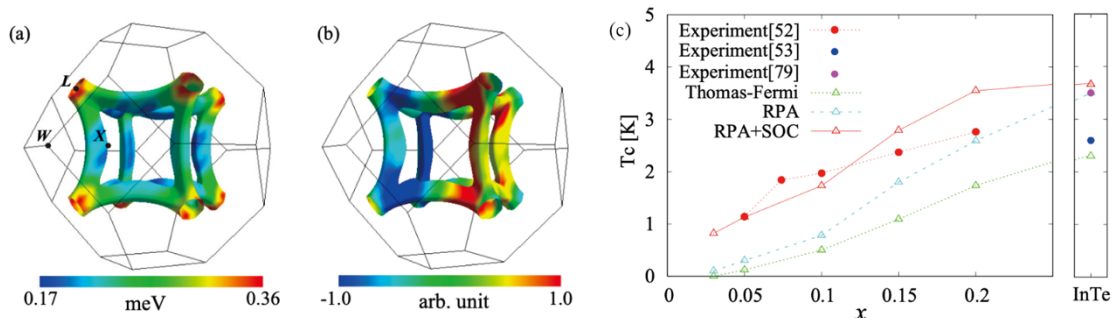 (a)
L
W
X
0.17
meV
0.36
(b)
-1.0
arb. unit
1.0
(c)
Tc [K]
5
4
3
2
1
0
Experiment[52]
Experiment[53]
Experiment[79]
Thomas-Fermi
RPA
RPA+SOC
0
0.05
0.1
0.15
0.2
x
InTe